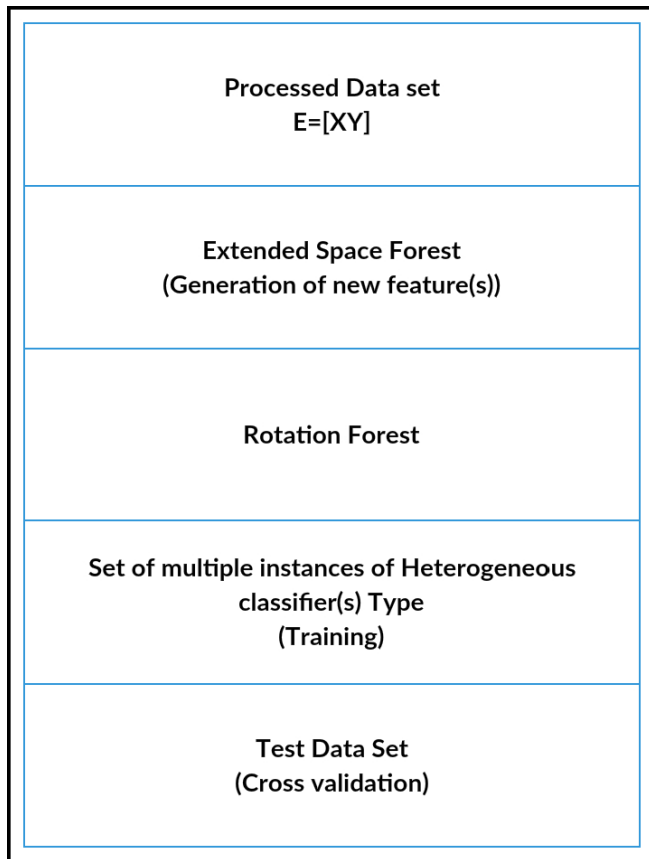 Processed Data set
E=[XY]
Extended Space Forest
(Generation of new feature(s))
Rotation Forest
Set of multiple instances of Heterogeneous
classifier(s) Type
(Training)
Test Data Set
(Cross validation)